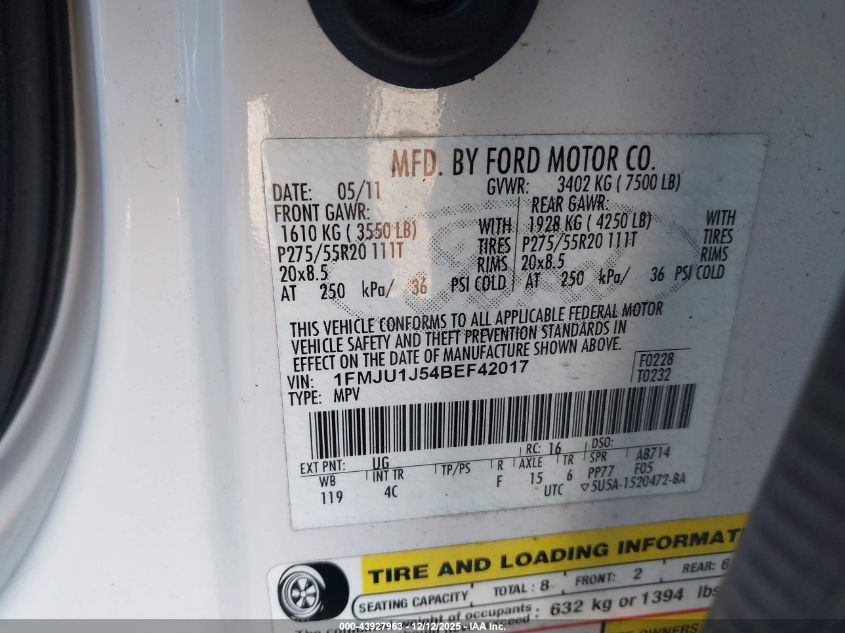 MFD. BY FORD MOTOR CO.
DATE: 05/11 GVWR: 3402 KG ( 7500 LB)
FRONT GAWR: REAR GAWR:
1610 KG ( 3550 LB) WITH 1928 KG ( 4250 LB) WITH
P275/55R20 111T TIRES P275/55R20 111T TIRES
20x8.5 RIMS 20x8.5 RIMS
AT 250 kPa/ 36 PSI COLD AT 250 kPa/ 36 PSI COLD
THIS VEHICLE CONFORMS TO ALL APPLICABLE FEDERAL MOTOR
VEHICLE SAFETY AND THEFT PREVENTION STANDARDS IN
EFFECT ON THE DATE OF MANUFACTURE SHOWN ABOVE.
VIN: 1FMJU1J54BEF42017 F0228
TYPE: MPV T0232
EXT PNT: UG RC: 16 DSO:
WB INT TR TP/PS R AXLE TR SPR AB714
119 4C F 15 6 PP77 F05
UTC ▽5U5A-1520472-BA
TIRE AND LOADING INFORMAT
SEATING CAPACITY TOTAL: 8 FRONT: 2 REAR: 6
of occupants 632 kg or 1394 lbs
OWNERS
000-43927963 - 12/12/2025 - IAA Inc.